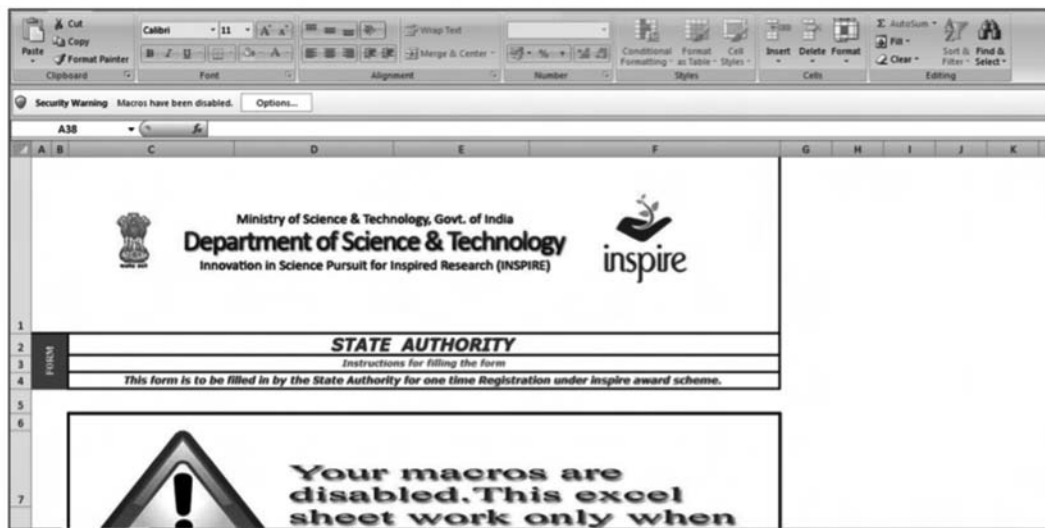 Cut
Copy
Format Painter
Paste
Clipboard
Calibri 11 A A
B I U A
Font
Wrap Text
Merge & Center
Alignment
%
Number
Conditional Formatting
Format as Table
Cell Styles
Styles
Insert Delete Format
Cells
Σ AutoSum
Fill
Clear
Sort & Filter
Find & Select
Editing
Security Warning Macros have been disabled. Options...
A38 fx
A B C D E F G H I J K
Ministry of Science & Technology, Govt. of India
Department of Science & Technology
Innovation in Science Pursuit for Inspired Research (INSPIRE)
inspire
1
2 STATE AUTHORITY
FORM
3 Instructions for filling the form
4 This form is to be filled in by the State Authority for one time Registration under inspire award scheme.
5
6
7
Your macros are
disabled.This excel
sheet work only when